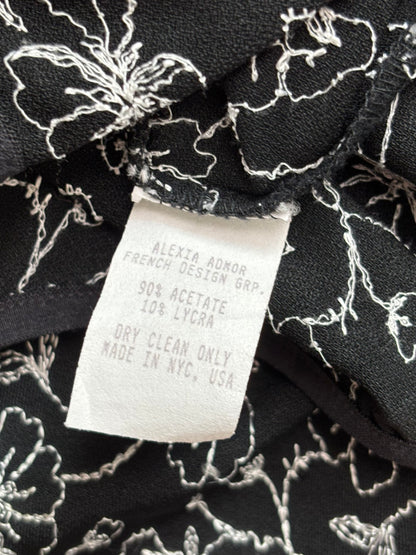 ALEXIA ADMOR
FRENCH DESIGN GRP.
90% ACETATE
10% LYCRA
DRY CLEAN ONLY
MADE IN NYC, USA